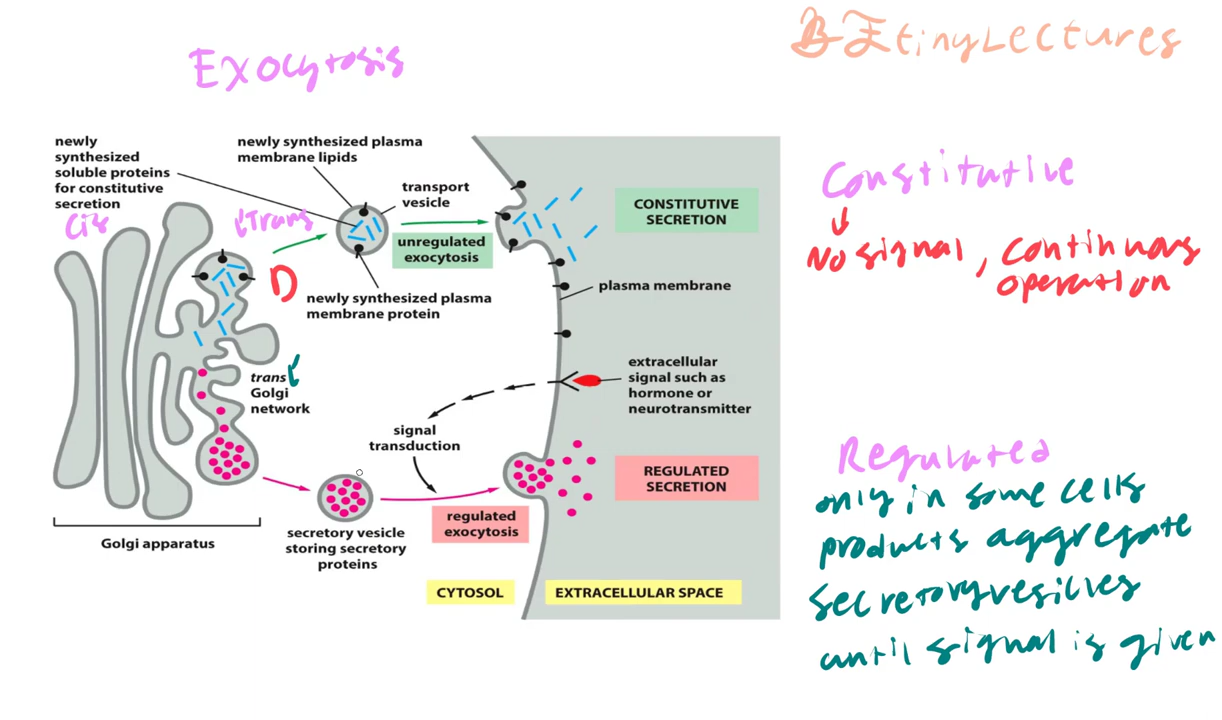 Exocytosis
tinyLectures
newly
synthesized
soluble proteins
for constitutive
secretion
newly synthesized plasma
membrane lipids
transport
vesicle
Cis
Trans
unregulated
exocytosis
CONSTITUTIVE
SECRETION
D
newly synthesized plasma
membrane protein
plasma membrane
trans
Golgi
network
extracellular
signal such as
hormone or
neurotransmitter
signal
transduction
REGULATED
SECRETION
regulated
exocytosis
secretory vesicle
storing secretory
proteins
Golgi apparatus
CYTOSOL
EXTRACELLULAR SPACE
Constitutive
No signal, continuous
operation
Regulated
only in some cells
products aggregate
Secretory vesicles
until signal is given